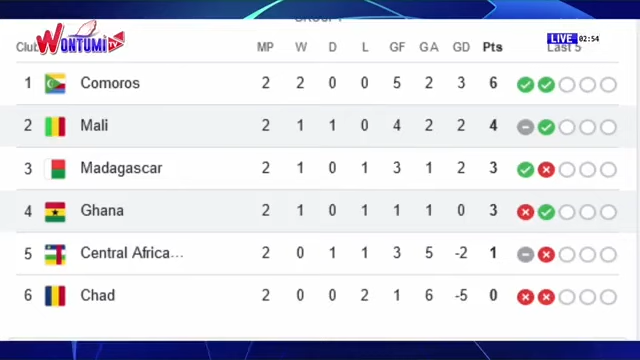 WONTUMI TV
LIVE 02:54
Club MP W D L GF GA GD Pts Last 5
1 Comoros 2 2 0 0 5 2 3 6
2 Mali 2 1 1 0 4 2 2 4
3 Madagascar 2 1 0 1 3 1 2 3
4 Ghana 2 1 0 1 1 1 0 3
5 Central Africa... 2 0 1 1 3 5 -2 1
6 Chad 2 0 0 2 1 6 -5 0